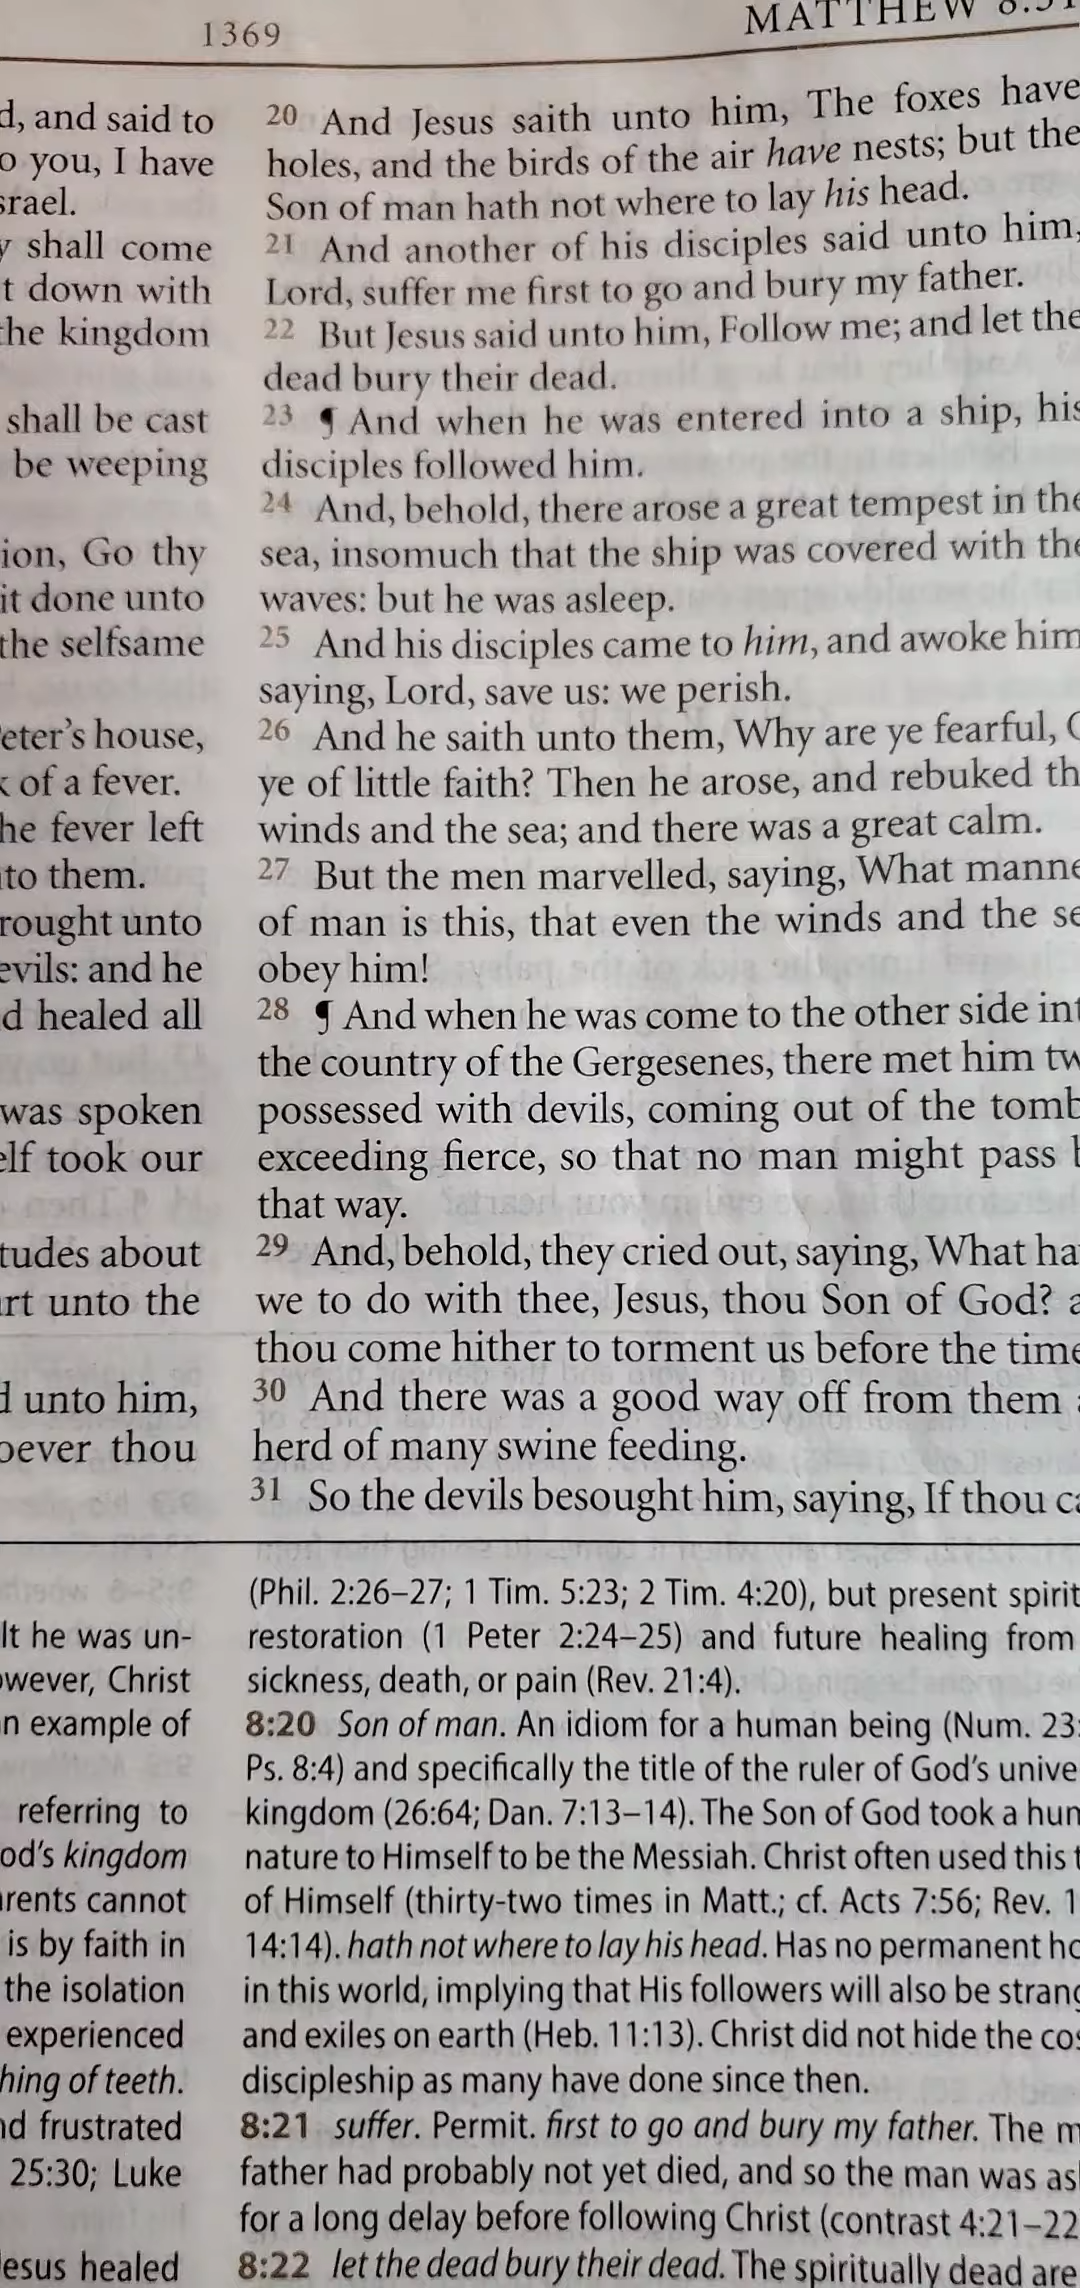 1369
MATTHEW 8:31
d, and said to
o you, I have
srael.
y shall come
t down with
the kingdom
shall be cast
be weeping
ion, Go thy
it done unto
the selfsame
eter's house,
k of a fever.
he fever left
to them.
rought unto
evils: and he
d healed all
was spoken
elf took our
tudes about
rt unto the
d unto him,
oever thou
20 And Jesus saith unto him, The foxes have
holes, and the birds of the air have nests; but the
Son of man hath not where to lay his head.
21 And another of his disciples said unto him,
Lord, suffer me first to go and bury my father.
22 But Jesus said unto him, Follow me; and let the
dead bury their dead.
23 ¶ And when he was entered into a ship, his
disciples followed him.
24 And, behold, there arose a great tempest in the
sea, insomuch that the ship was covered with the
waves: but he was asleep.
25 And his disciples came to him, and awoke him
saying, Lord, save us: we perish.
26 And he saith unto them, Why are ye fearful, O
ye of little faith? Then he arose, and rebuked th
winds and the sea; and there was a great calm.
27 But the men marvelled, saying, What manne
of man is this, that even the winds and the se
obey him!
28 ¶ And when he was come to the other side int
the country of the Gergesenes, there met him tw
possessed with devils, coming out of the tomb
exceeding fierce, so that no man might pass b
that way.
29 And, behold, they cried out, saying, What ha
we to do with thee, Jesus, thou Son of God? a
thou come hither to torment us before the time
30 And there was a good way off from them a
herd of many swine feeding.
31 So the devils besought him, saying, If thou ca
lt he was un-
owever, Christ
n example of
referring to
od's kingdom
arents cannot
is by faith in
the isolation
experienced
hing of teeth.
nd frustrated
25:30; Luke
Jesus healed
(Phil. 2:26–27; 1 Tim. 5:23; 2 Tim. 4:20), but present spirit
restoration (1 Peter 2:24–25) and future healing from
sickness, death, or pain (Rev. 21:4).
8:20 Son of man. An idiom for a human being (Num. 23:
Ps. 8:4) and specifically the title of the ruler of God's unive
kingdom (26:64; Dan. 7:13–14). The Son of God took a hum
nature to Himself to be the Messiah. Christ often used this t
of Himself (thirty-two times in Matt.; cf. Acts 7:56; Rev. 1
14:14). hath not where to lay his head. Has no permanent ho
in this world, implying that His followers will also be strang
and exiles on earth (Heb. 11:13). Christ did not hide the cos
discipleship as many have done since then.
8:21 suffer. Permit. first to go and bury my father. The m
father had probably not yet died, and so the man was as
for a long delay before following Christ (contrast 4:21–22
8:22 let the dead bury their dead. The spiritually dead are